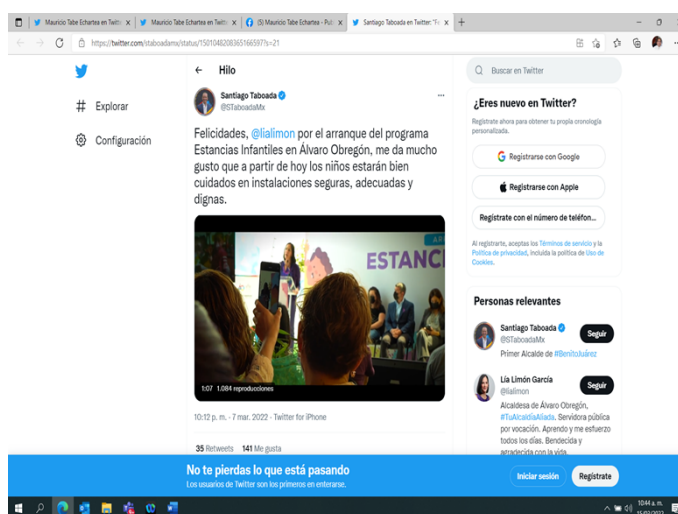 Mauricio Tabe Echartea en Twitt
Mauricio Tabe Echartea en Twitt
(5) Mauricio Tabe Echartea - Pub
Santiago Taboada en Twitter: "Fe
https://twitter.com/staboadamx/status/1501048208365166597?s=21
Explorar
Configuración
Hilo
Santiago Taboada
@STaboadaMx
Felicidades, @lialimon por el arranque del programa
Estancias Infantiles en Álvaro Obregón, me da mucho
gusto que a partir de hoy los niños estarán bien
cuidados en instalaciones seguras, adecuadas y
dignas.
ESTANC
1:07 1.084 reproducciones
10:12 p. m. · 7 mar. 2022 · Twitter for iPhone
35 Retweets 141 Me gusta
Buscar en Twitter
¿Eres nuevo en Twitter?
Regístrate ahora para obtener tu propia cronología
personalizada.
Registrarse con Google
Registrarse con Apple
Regístrate con el número de teléfon...
Al registrarte, aceptas los Términos de servicio y la
Política de privacidad, incluida la política de Uso de
Cookies.
Personas relevantes
Santiago Taboada
@STaboadaMx
Seguir
Primer Alcalde de #BenitoJuárez
Lía Limón García
@lialimon
Seguir
Alcaldesa de Álvaro Obregón,
#TuAlcaldíaAliada. Servidora pública
por vocación. Aprendo y me esfuerzo
todos los días. Bendecida y
agradecida con la vida.
No te pierdas lo que está pasando
Los usuarios de Twitter son los primeros en enterarse.
Iniciar sesión
Regístrate
10:44 a. m.
15/03/2022